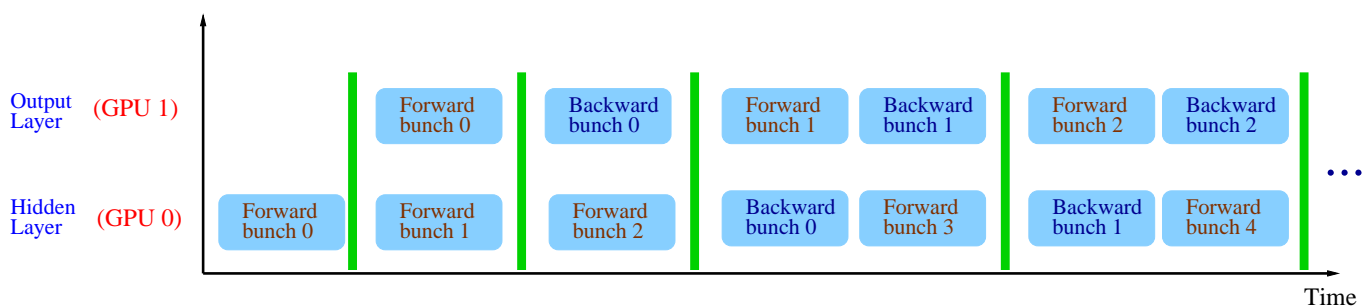 Output
Layer
(GPU 1)
Forward
bunch 0
Backward
bunch 0
Forward
bunch 1
Backward
bunch 1
Forward
bunch 2
Backward
bunch 2
...
Hidden
Layer
(GPU 0)
Forward
bunch 0
Forward
bunch 1
Forward
bunch 2
Backward
bunch 0
Forward
bunch 3
Backward
bunch 1
Forward
bunch 4
Time